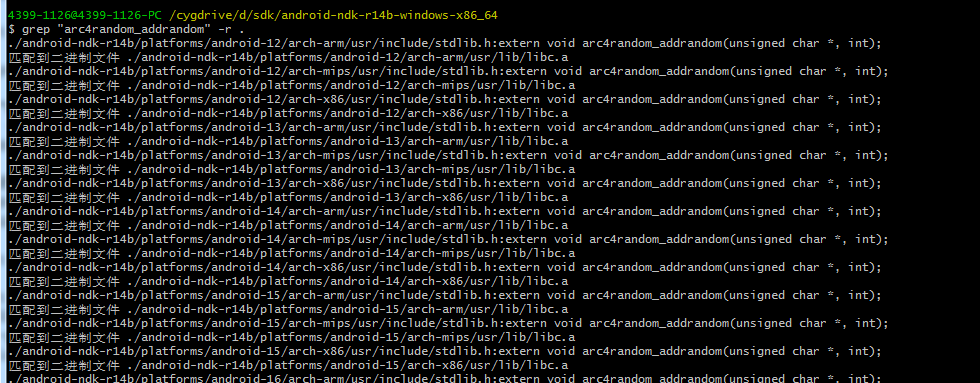 4399-1126@4399-1126-PC /cygdrive/d/sdk/android-ndk-r14b-windows-x86_64
$ grep "arc4random_addrandom" -r .
./android-ndk-r14b/platforms/android-12/arch-arm/usr/include/stdlib.h:extern void arc4random_addrandom(unsigned char *, int);
匹配到二进制文件 ./android-ndk-r14b/platforms/android-12/arch-arm/usr/lib/libc.a
./android-ndk-r14b/platforms/android-12/arch-mips/usr/include/stdlib.h:extern void arc4random_addrandom(unsigned char *, int);
匹配到二进制文件 ./android-ndk-r14b/platforms/android-12/arch-mips/usr/lib/libc.a
./android-ndk-r14b/platforms/android-12/arch-x86/usr/include/stdlib.h:extern void arc4random_addrandom(unsigned char *, int);
匹配到二进制文件 ./android-ndk-r14b/platforms/android-12/arch-x86/usr/lib/libc.a
./android-ndk-r14b/platforms/android-13/arch-arm/usr/include/stdlib.h:extern void arc4random_addrandom(unsigned char *, int);
匹配到二进制文件 ./android-ndk-r14b/platforms/android-13/arch-arm/usr/lib/libc.a
./android-ndk-r14b/platforms/android-13/arch-mips/usr/include/stdlib.h:extern void arc4random_addrandom(unsigned char *, int);
匹配到二进制文件 ./android-ndk-r14b/platforms/android-13/arch-mips/usr/lib/libc.a
./android-ndk-r14b/platforms/android-13/arch-x86/usr/include/stdlib.h:extern void arc4random_addrandom(unsigned char *, int);
匹配到二进制文件 ./android-ndk-r14b/platforms/android-13/arch-x86/usr/lib/libc.a
./android-ndk-r14b/platforms/android-14/arch-arm/usr/include/stdlib.h:extern void arc4random_addrandom(unsigned char *, int);
匹配到二进制文件 ./android-ndk-r14b/platforms/android-14/arch-arm/usr/lib/libc.a
./android-ndk-r14b/platforms/android-14/arch-mips/usr/include/stdlib.h:extern void arc4random_addrandom(unsigned char *, int);
匹配到二进制文件 ./android-ndk-r14b/platforms/android-14/arch-mips/usr/lib/libc.a
./android-ndk-r14b/platforms/android-14/arch-x86/usr/include/stdlib.h:extern void arc4random_addrandom(unsigned char *, int);
匹配到二进制文件 ./android-ndk-r14b/platforms/android-14/arch-x86/usr/lib/libc.a
./android-ndk-r14b/platforms/android-15/arch-arm/usr/include/stdlib.h:extern void arc4random_addrandom(unsigned char *, int);
匹配到二进制文件 ./android-ndk-r14b/platforms/android-15/arch-arm/usr/lib/libc.a
./android-ndk-r14b/platforms/android-15/arch-mips/usr/include/stdlib.h:extern void arc4random_addrandom(unsigned char *, int);
匹配到二进制文件 ./android-ndk-r14b/platforms/android-15/arch-mips/usr/lib/libc.a
./android-ndk-r14b/platforms/android-15/arch-x86/usr/include/stdlib.h:extern void arc4random_addrandom(unsigned char *, int);
匹配到二进制文件 ./android-ndk-r14b/platforms/android-15/arch-x86/usr/lib/libc.a
./android-ndk-r14b/platforms/android-16/arch-arm/usr/include/stdlib.h:extern void arc4random_addrandom(unsigned char *, int);